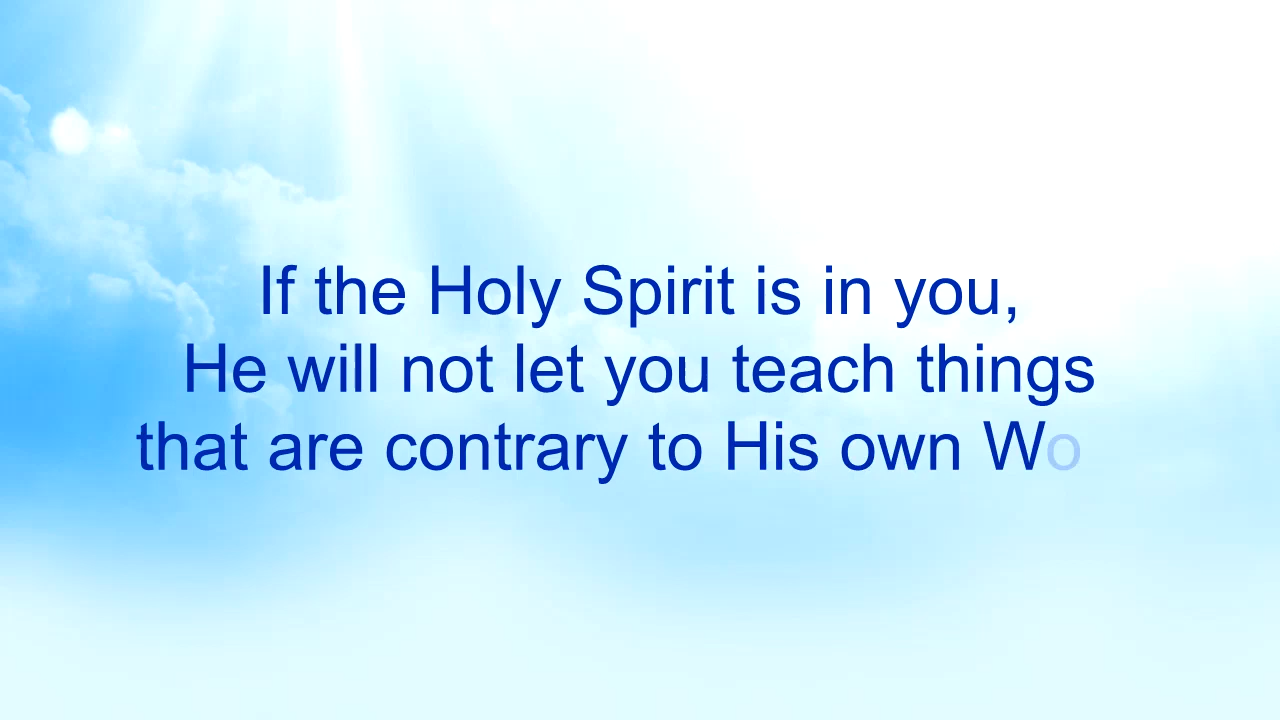 If the Holy Spirit is in you,
He will not let you teach things
that are contrary to His own Wo